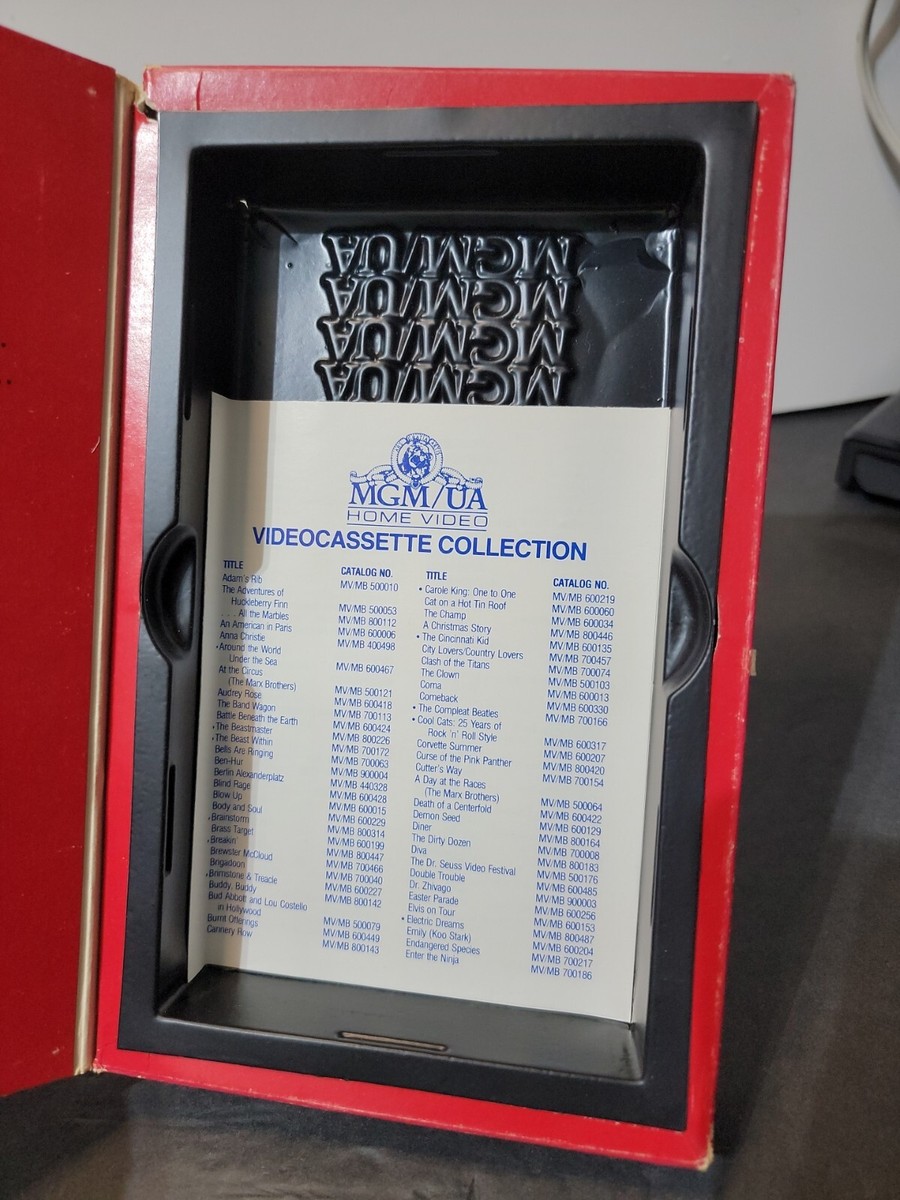 MGM/UA
MGM/UA
MGM/UA
MGM/UA
MGM/UA
HOME VIDEO
VIDEOCASSETTE COLLECTION
TITLE CATALOG NO.
Adam's Rib MV/MB 500010
The Adventures of
Huckleberry Finn MV/MB 500053
. . . All the Marbles MV/MB 800112
An American in Paris MV/MB 600006
Anna Christie MV/MB 400498
• Around the World
Under the Sea MV/MB 600467
At the Circus
(The Marx Brothers) MV/MB 500121
Audrey Rose MV/MB 600418
The Band Wagon MV/MB 700113
Battle Beneath the Earth MV/MB 600424
• The Beastmaster MV/MB 800226
• The Beast Within MV/MB 700172
Bells Are Ringing MV/MB 700063
Ben-Hur MV/MB 900004
Berlin Alexanderplatz MV/MB 440328
Blind Rage MV/MB 600428
Blow Up MV/MB 600015
Body and Soul MV/MB 600229
• Brainstorm MV/MB 800314
Brass Target MV/MB 600199
• Breakin MV/MB 800447
Brewster McCloud MV/MB 700466
Brigadoon MV/MB 700040
• Brimstone & Treacle MV/MB 600227
Buddy, Buddy MV/MB 800142
Bud Abbott and Lou Costello
in Hollywood MV/MB 500079
Burnt Offerings MV/MB 600449
Cannery Row MV/MB 800143
TITLE CATALOG NO.
• Carole King: One to One MV/MB 600219
Cat on a Hot Tin Roof MV/MB 600060
The Champ MV/MB 600034
A Christmas Story MV/MB 800446
• The Cincinnati Kid MV/MB 600135
City Lovers/Country Lovers MV/MB 700457
Clash of the Titans MV/MB 700074
The Clown MV/MB 500103
Coma MV/MB 600013
Comeback MV/MB 600330
• The Compleat Beatles MV/MB 700166
• Cool Cats: 25 Years of
Rock 'n' Roll Style MV/MB 600317
Corvette Summer MV/MB 600207
Curse of the Pink Panther MV/MB 800420
Cutter's Way MV/MB 700154
A Day at the Races
(The Marx Brothers) MV/MB 500064
Death of a Centerfold MV/MB 600422
Demon Seed MV/MB 600129
Diner MV/MB 800164
The Dirty Dozen MV/MB 700008
Diva MV/MB 800183
The Dr. Seuss Video Festival MV/MB 500176
Double Trouble MV/MB 600485
Dr. Zhivago MV/MB 900003
Easter Parade MV/MB 600256
Elvis on Tour MV/MB 600153
• Electric Dreams MV/MB 800487
Emily (Koo Stark) MV/MB 600204
Endangered Species MV/MB 700217
Enter the Ninja MV/MB 700186